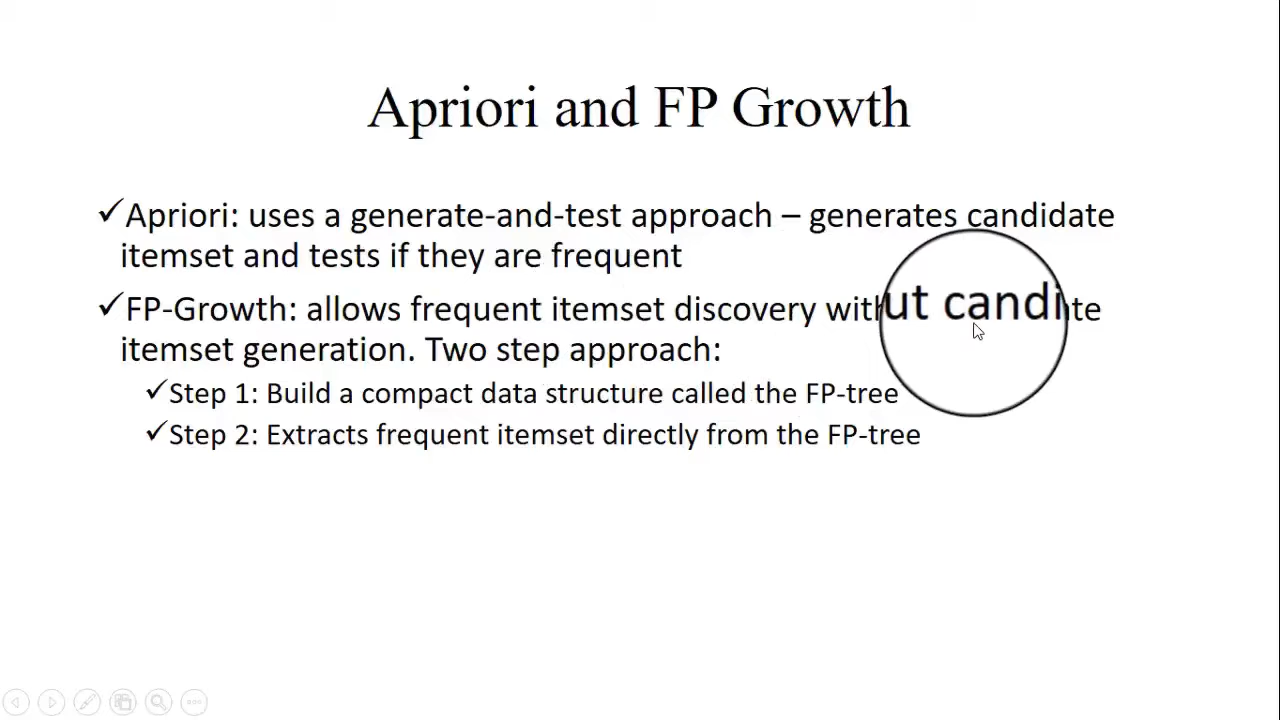 Apriori and FP Growth
✓Apriori: uses a generate-and-test approach – generates candidate
itemset and tests if they are frequent
✓FP-Growth: allows frequent itemset discovery without candidate
itemset generation. Two step approach:
✓Step 1: Build a compact data structure called the FP-tree
✓Step 2: Extracts frequent itemset directly from the FP-tree